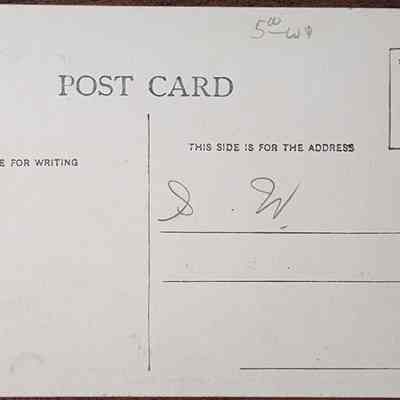 5⁰⁰ W
POST CARD
THIS SIDE IS FOR THE ADDRESS
E FOR WRITING
S. W.